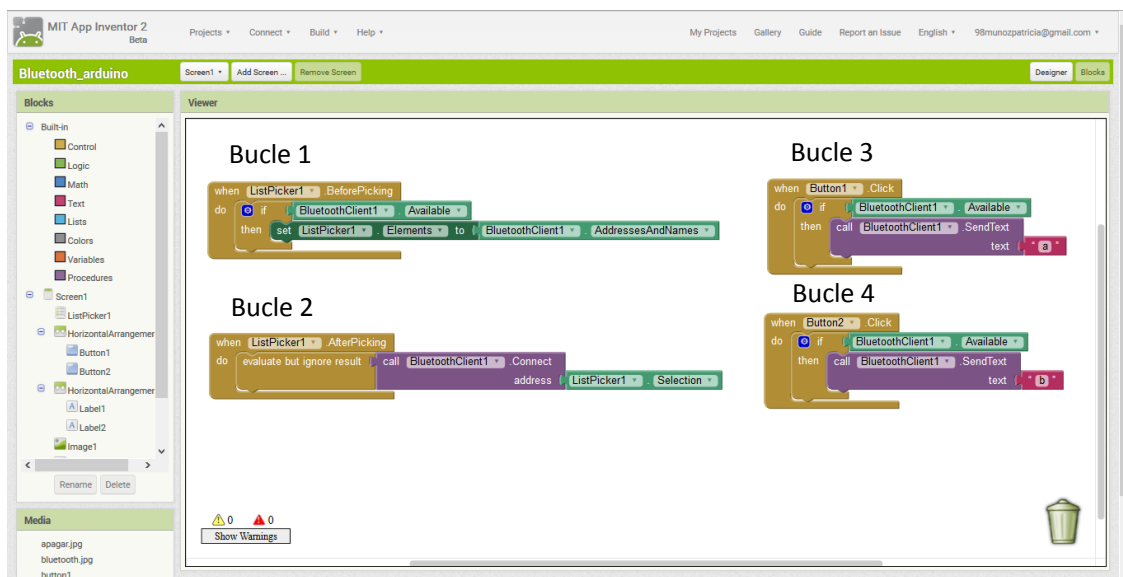 MIT App Inventor 2
Beta
Projects Connect Build Help My Projects Gallery Guide Report an Issue English 98munozpatricia@gmail.com
Bluetooth_arduino Screen1 Add Screen ... Remove Screen Designer Blocks
Blocks
Built-in
Control
Logic
Math
Text
Lists
Colors
Variables
Procedures
Screen1
ListPicker1
HorizontalArrangemer
Button1
Button2
HorizontalArrangemer
Label1
Label2
Image1
Rename Delete
Media
apagar.jpg
bluetooth.jpg
button1
Viewer
Bucle 1
when ListPicker1 .BeforePicking
do if BluetoothClient1 . Available
then set ListPicker1 . Elements to BluetoothClient1 . AddressesAndNames
Bucle 2
when ListPicker1 .AfterPicking
do evaluate but ignore result call BluetoothClient1 .Connect
address ListPicker1 . Selection
Bucle 3
when Button1 .Click
do if BluetoothClient1 . Available
then call BluetoothClient1 .SendText
text "a"
Bucle 4
when Button2 .Click
do if BluetoothClient1 . Available
then call BluetoothClient1 .SendText
text "b"
0 0
Show Warnings